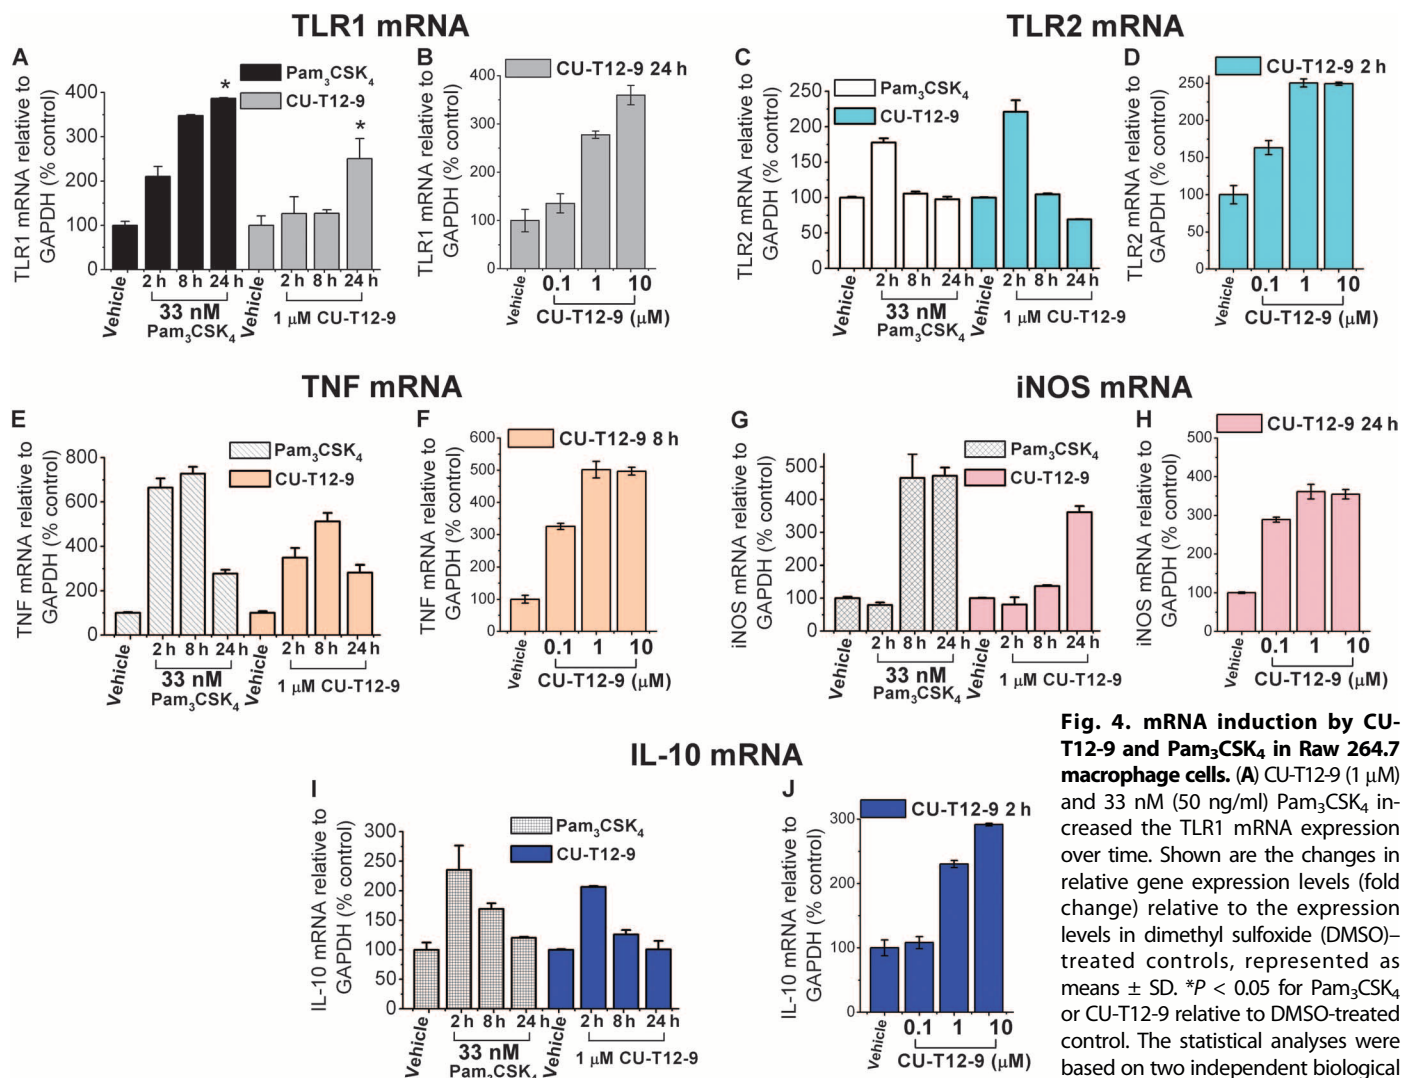 TLR1 mRNA
TLR2 mRNA
A
TLR1 mRNA relative to
GAPDH (% control)
400
300
200
100
0
Pam₃CSK₄
CU-T12-9
*
*
Vehicle
2 h
8 h
24 h
33 nM
Pam₃CSK₄
Vehicle
2 h
8 h
24 h
1 µM CU-T12-9
B
TLR1 mRNA relative to
GAPDH (% control)
400
300
200
100
0
CU-T12-9 24 h
Vehicle
0.1
1
10
CU-T12-9 (µM)
C
TLR2 mRNA relative to
GAPDH (% control)
250
200
150
100
50
0
Pam₃CSK₄
CU-T12-9
Vehicle
2 h
8 h
24 h
33 nM
Pam₃CSK₄
Vehicle
2 h
8 h
24 h
1 µM CU-T12-9
D
TLR2 mRNA relative to
GAPDH (% control)
250
200
150
100
50
0
CU-T12-9 2 h
Vehicle
0.1
1
10
CU-T12-9 (µM)
TNF mRNA
iNOS mRNA
E
TNF mRNA relative to
GAPDH (% control)
800
600
400
200
0
Pam₃CSK₄
CU-T12-9
Vehicle
2 h
8 h
24 h
33 nM
Pam₃CSK₄
Vehicle
2 h
8 h
24 h
1 µM CU-T12-9
F
TNF mRNA relative to
GAPDH (% control)
600
500
400
300
200
100
0
CU-T12-9 8 h
Vehicle
0.1
1
10
CU-T12-9 (µM)
G
iNOS mRNA relative to
GAPDH (% control)
500
400
300
200
100
0
Pam₃CSK₄
CU-T12-9
Vehicle
2 h
8 h
24 h
33 nM
Pam₃CSK₄
Vehicle
2 h
8 h
24 h
1 µM CU-T12-9
H
iNOS mRNA relative to
GAPDH (% control)
500
400
300
200
100
0
CU-T12-9 24 h
Vehicle
0.1
1
10
CU-T12-9 (µM)
IL-10 mRNA
I
IL-10 mRNA relative to
GAPDH (% control)
300
250
200
150
100
50
0
Pam₃CSK₄
CU-T12-9
Vehicle
2 h
8 h
24 h
33 nM
Pam₃CSK₄
Vehicle
2 h
8 h
24 h
1 µM CU-T12-9
J
IL-10 mRNA relative to
GAPDH (% control)
300
200
100
0
CU-T12-9 2 h
Vehicle
0.1
1
10
CU-T12-9 (µM)
Fig. 4. mRNA induction by CU-
T12-9 and Pam₃CSK₄ in Raw 264.7
macrophage cells. (A) CU-T12-9 (1 µM)
and 33 nM (50 ng/ml) Pam₃CSK₄ in-
creased the TLR1 mRNA expression
over time. Shown are the changes in
relative gene expression levels (fold
change) relative to the expression
levels in dimethyl sulfoxide (DMSO)–
treated controls, represented as
means ± SD. *P < 0.05 for Pam₃CSK₄
or CU-T12-9 relative to DMSO-treated
control. The statistical analyses were
based on two independent biological